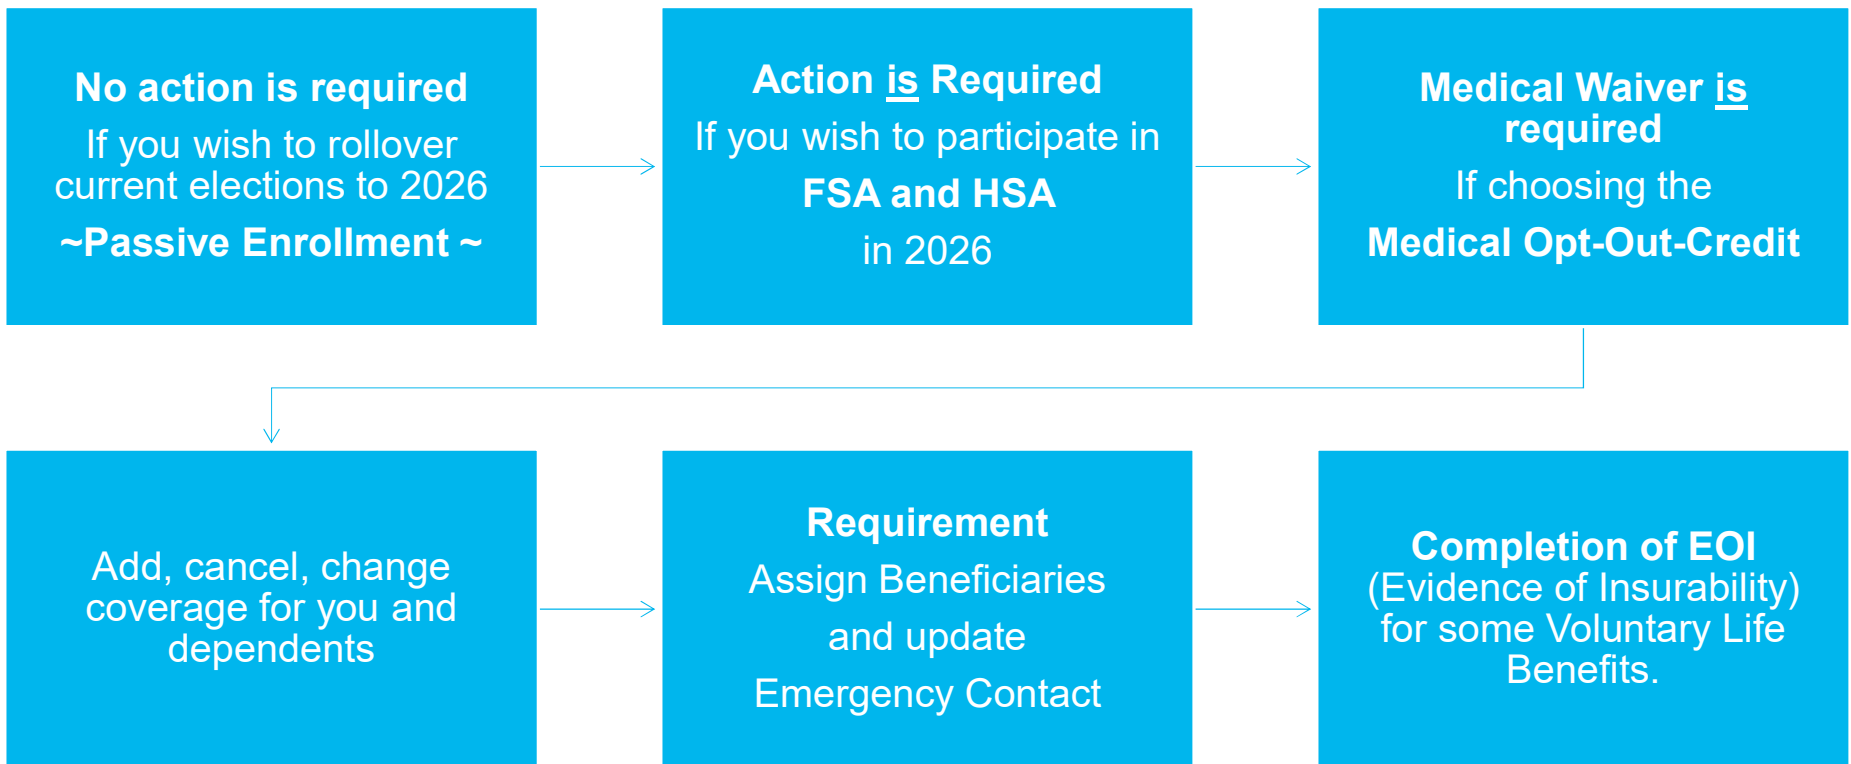 No action is required
If you wish to rollover
current elections to 2026
~Passive Enrollment ~
Action is Required
If you wish to participate in
FSA and HSA
in 2026
Medical Waiver is
required
If choosing the
Medical Opt-Out-Credit
Add, cancel, change
coverage for you and
dependents
Requirement
Assign Beneficiaries
and update
Emergency Contact
Completion of EOI
(Evidence of Insurability)
for some Voluntary Life
Benefits.